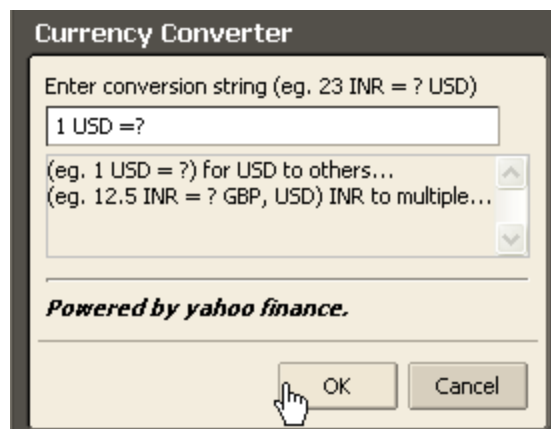 Currency Converter
Enter conversion string (eg. 23 INR = ? USD)
1 USD =?
(eg. 1 USD = ?) for USD to others...
(eg. 12.5 INR = ? GBP, USD) INR to multiple...
Powered by yahoo finance.
OK Cancel